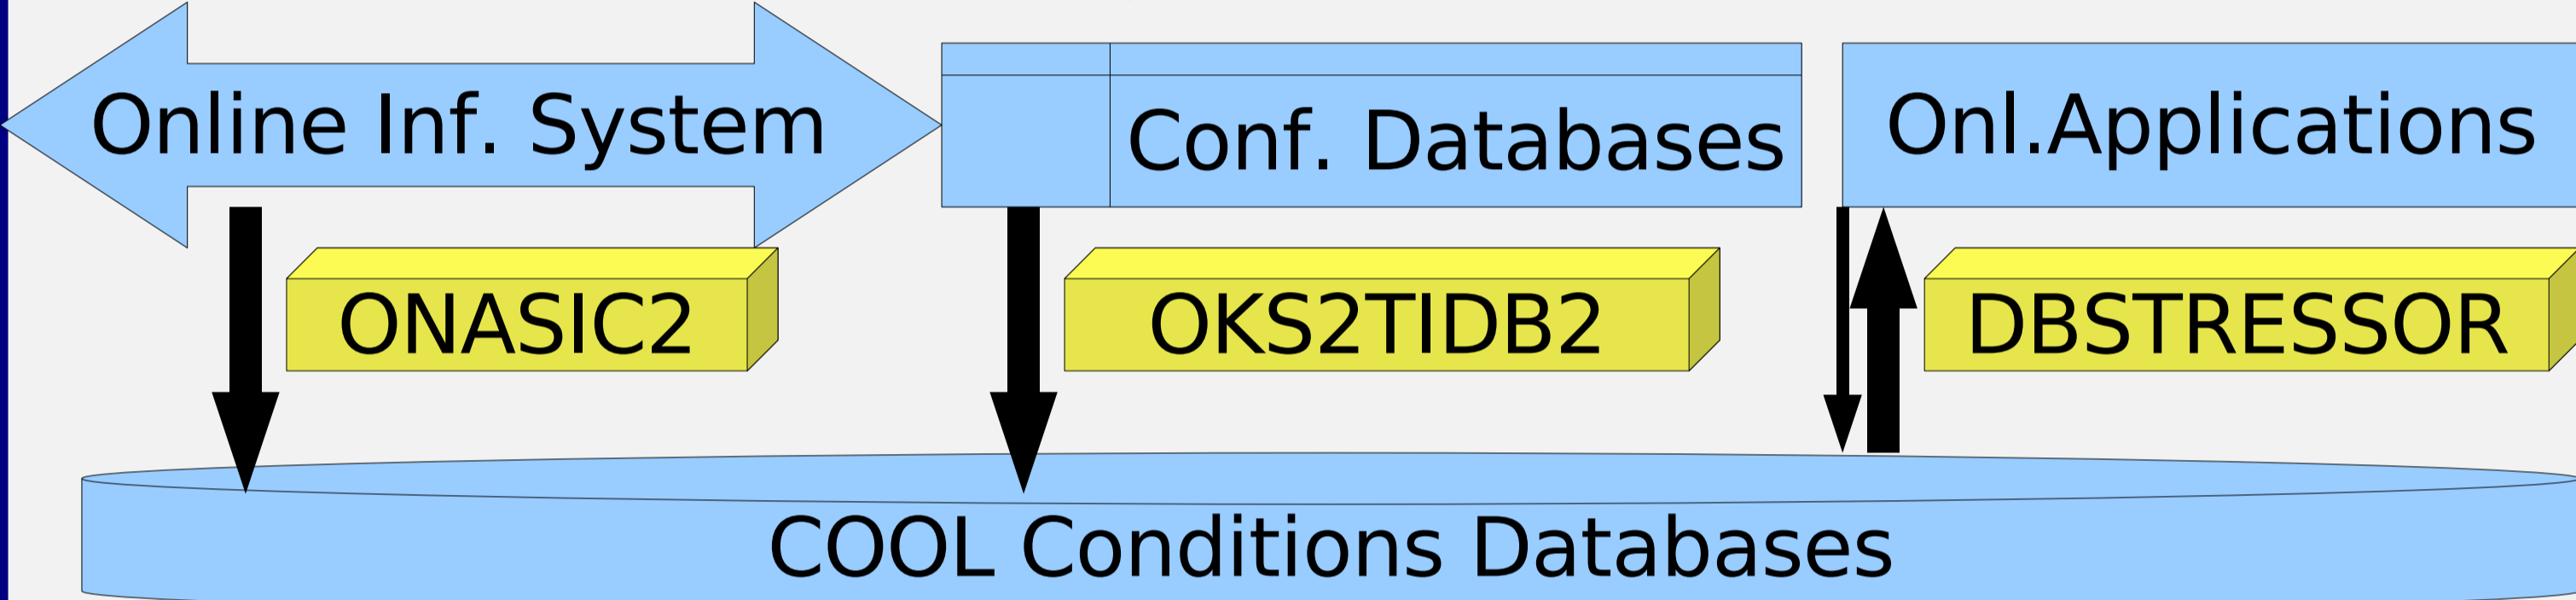 Online Inf. System
Conf. Databases
Onl.Applications
ONASIC2
OKS2TIDB2
DBSTRESSOR
COOL Conditions Databases